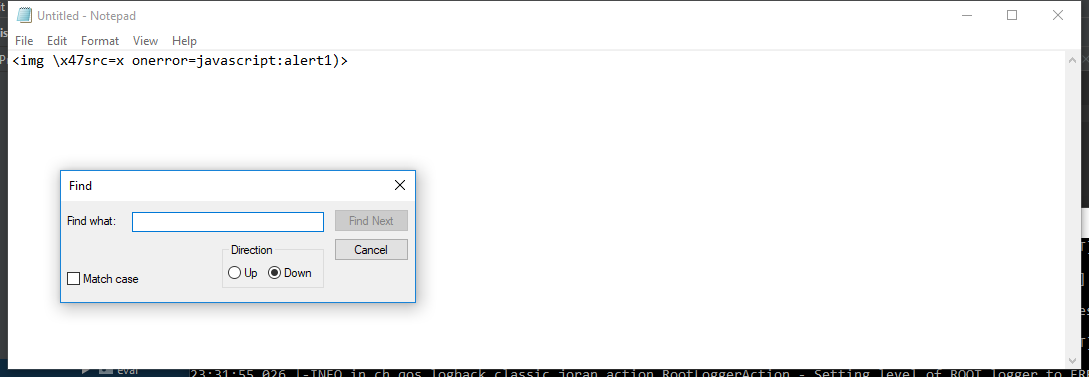 Untitled - Notepad
File Edit Format View Help
<img \x47src=x onerror=javascript:alert1)>
Find
Find what:
Find Next
Direction
Cancel
Up Down
Match case
eval
23:31:55,026 |-INFO in ch.qos.logback.classic.joran.action.RootLoggerAction - Setting level of ROOT logger to ER